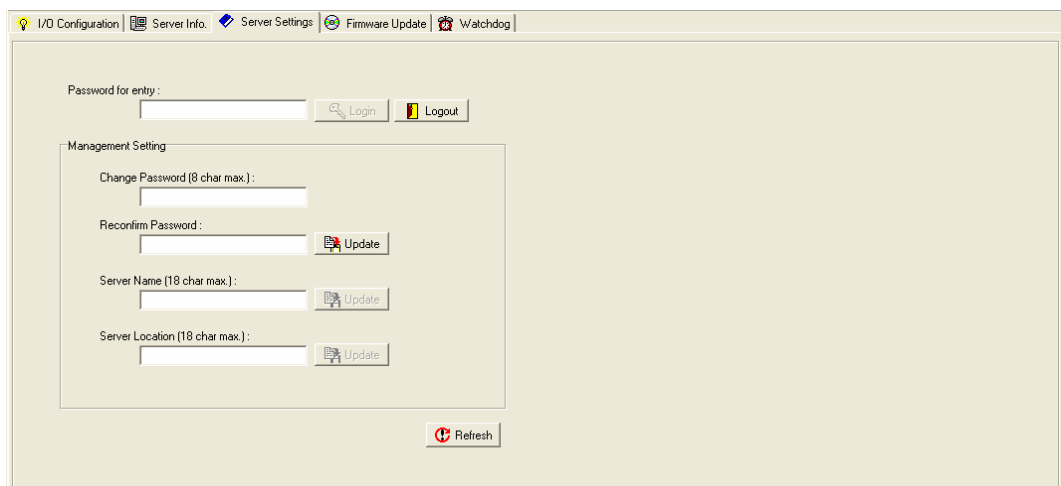 I/O Configuration Server Info. Server Settings Firmware Update Watchdog
Password for entry :
Login Logout
Management Setting
Change Password (8 char max.) :
Reconfirm Password :
Update
Server Name (18 char max.) :
Update
Server Location (18 char max.) :
Update
Refresh